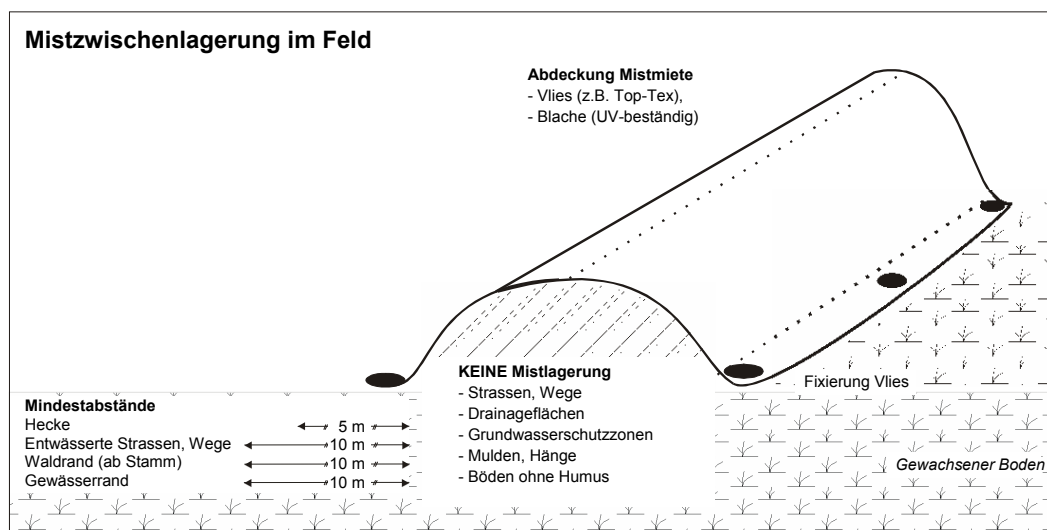 Mistzwischenlagerung im Feld
Abdeckung Mistmiete
- Vlies (z.B. Top-Tex),
- Blache (UV-beständig)
KEINE Mistlagerung
- Strassen, Wege
- Drainageflächen
- Grundwasserschutzzonen
- Mulden, Hänge
- Böden ohne Humus
Fixierung Vlies
Gewachsener Boden
Mindestabstände
Hecke 5 m
Entwässerte Strassen, Wege 10 m
Waldrand (ab Stamm) 10 m
Gewässerrand 10 m